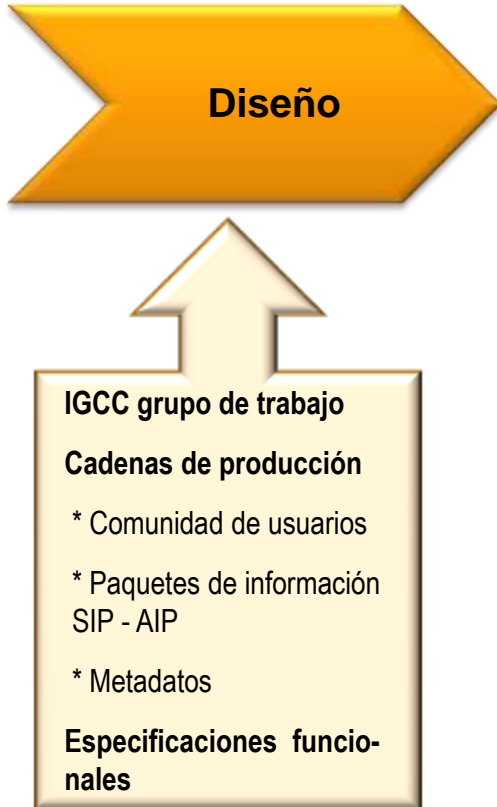 Diseño
IGCC grupo de trabajo
Cadenas de producción
* Comunidad de usuarios
* Paquetes de información
SIP - AIP
* Metadatos
Especificaciones funcio-
nales